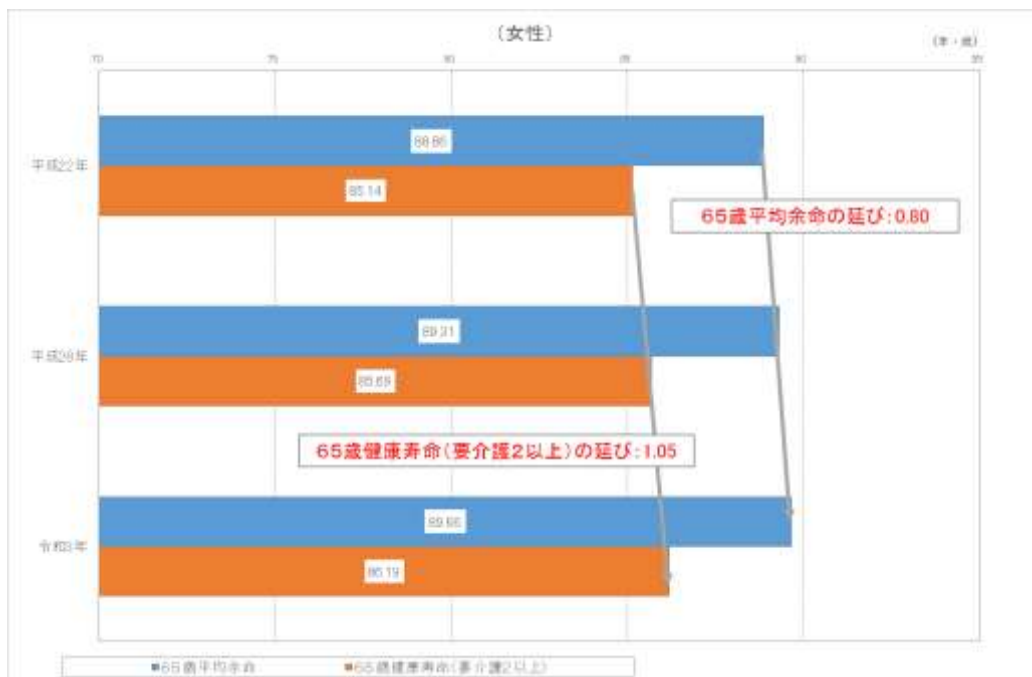 (女性)
(年・歳)
70 75 80 85 90 95
平成22年
88.86
85.14
65歳平均余命の延び:0.80
平成28年
89.31
85.69
65歳健康寿命(要介護2以上)の延び:1.05
令和3年
89.66
86.19
■65歳平均余命 ■65歳健康寿命(要介護2以上)